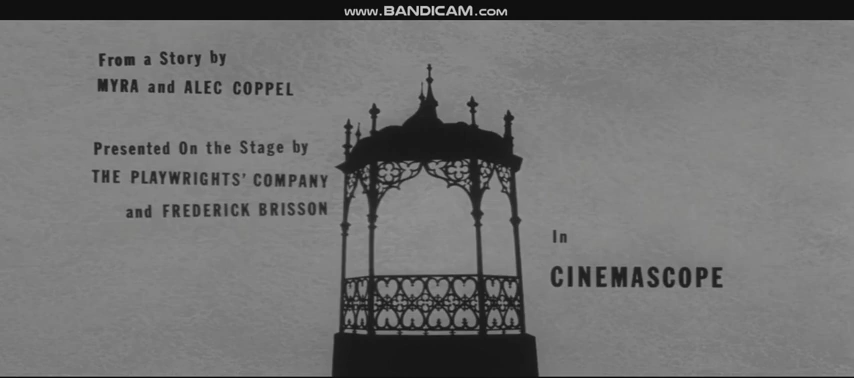 www.BANDICAM.com
From a Story by
MYRA and ALEC COPPEL
Presented On the Stage by
THE PLAYWRIGHTS' COMPANY
and FREDERICK BRISSON
In
CINEMASCOPE